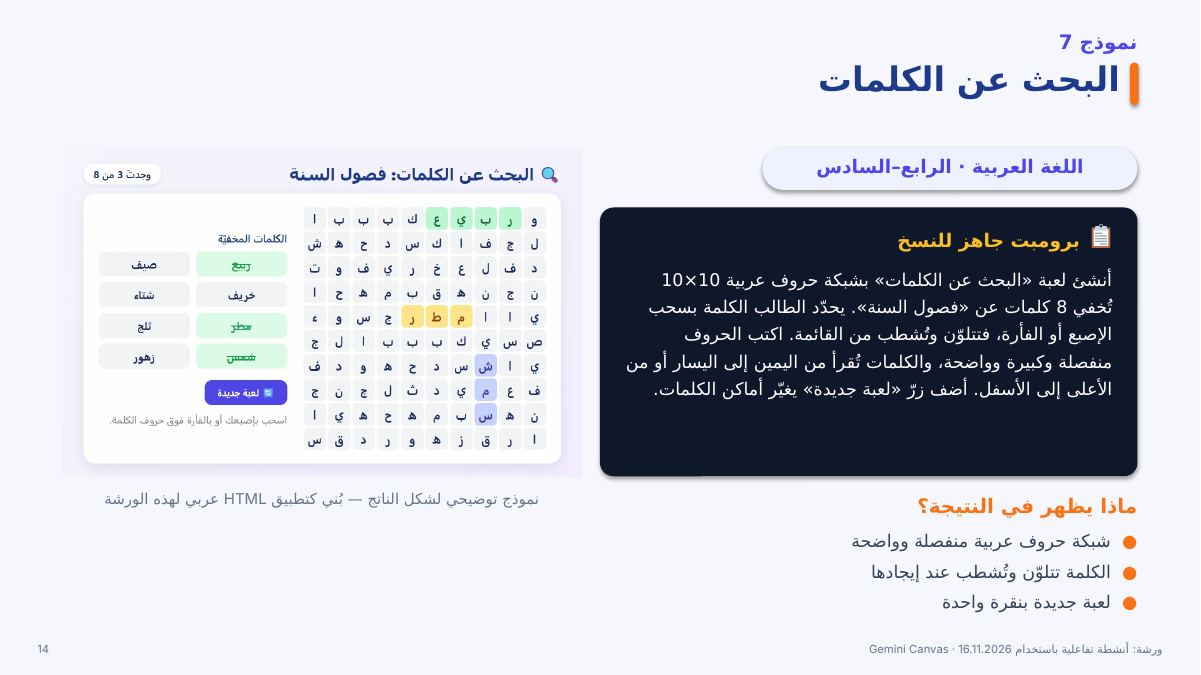 نموذج 7
البحث عن الكلمات
اللغة العربية · الرابع–السادس
📋 برومبت جاهز للنسخ
أنشئ لعبة «البحث عن الكلمات» بشبكة حروف عربية 10×10
تُخفي 8 كلمات عن «فصول السنة». يحدّد الطالب الكلمة بسحب
الإصبع أو الفأرة، فتتلوّن وتُشطب من القائمة. اكتب الحروف
منفصلة وكبيرة وواضحة، والكلمات تُقرأ من اليمين إلى اليسار أو من
الأعلى إلى الأسفل. أضف زرّ «لعبة جديدة» يغيّر أماكن الكلمات.
ماذا يظهر في النتيجة؟
شبكة حروف عربية منفصلة وواضحة
الكلمة تتلوّن وتُشطب عند إيجادها
لعبة جديدة بنقرة واحدة
🔍 البحث عن الكلمات: فصول السنة
وجدتَ 3 من 8
و ر ب ي ع ك ب ب ب ا
ل ج ف ا ك س د ح ه ش
د ف ل ع خ ر ي ف و ت
ن ج ن ه ق ب م ه ح ا
ي ا ا م ط ر ج س و ء
ص س ي ك ب ب ب ا ل ج
ي ا ش س د ح ه و د ف
ف ع م ي د ث ل ج ن ج
ن ه س ب م ه ح ه ي ا
ا ر ق ز ه و ر د ق س
الكلمات المخفيّة
ربيع صيف
خريف شتاء
مطر ثلج
شمس زهور
🔄 لعبة جديدة
اسحب بإصبعك أو بالفأرة فوق حروف الكلمة.
نموذج توضيحي لشكل الناتج — بُني كتطبيق HTML عربي لهذه الورشة
ورشة: أنشطة تفاعلية باستخدام Gemini Canvas · 16.11.2026
14